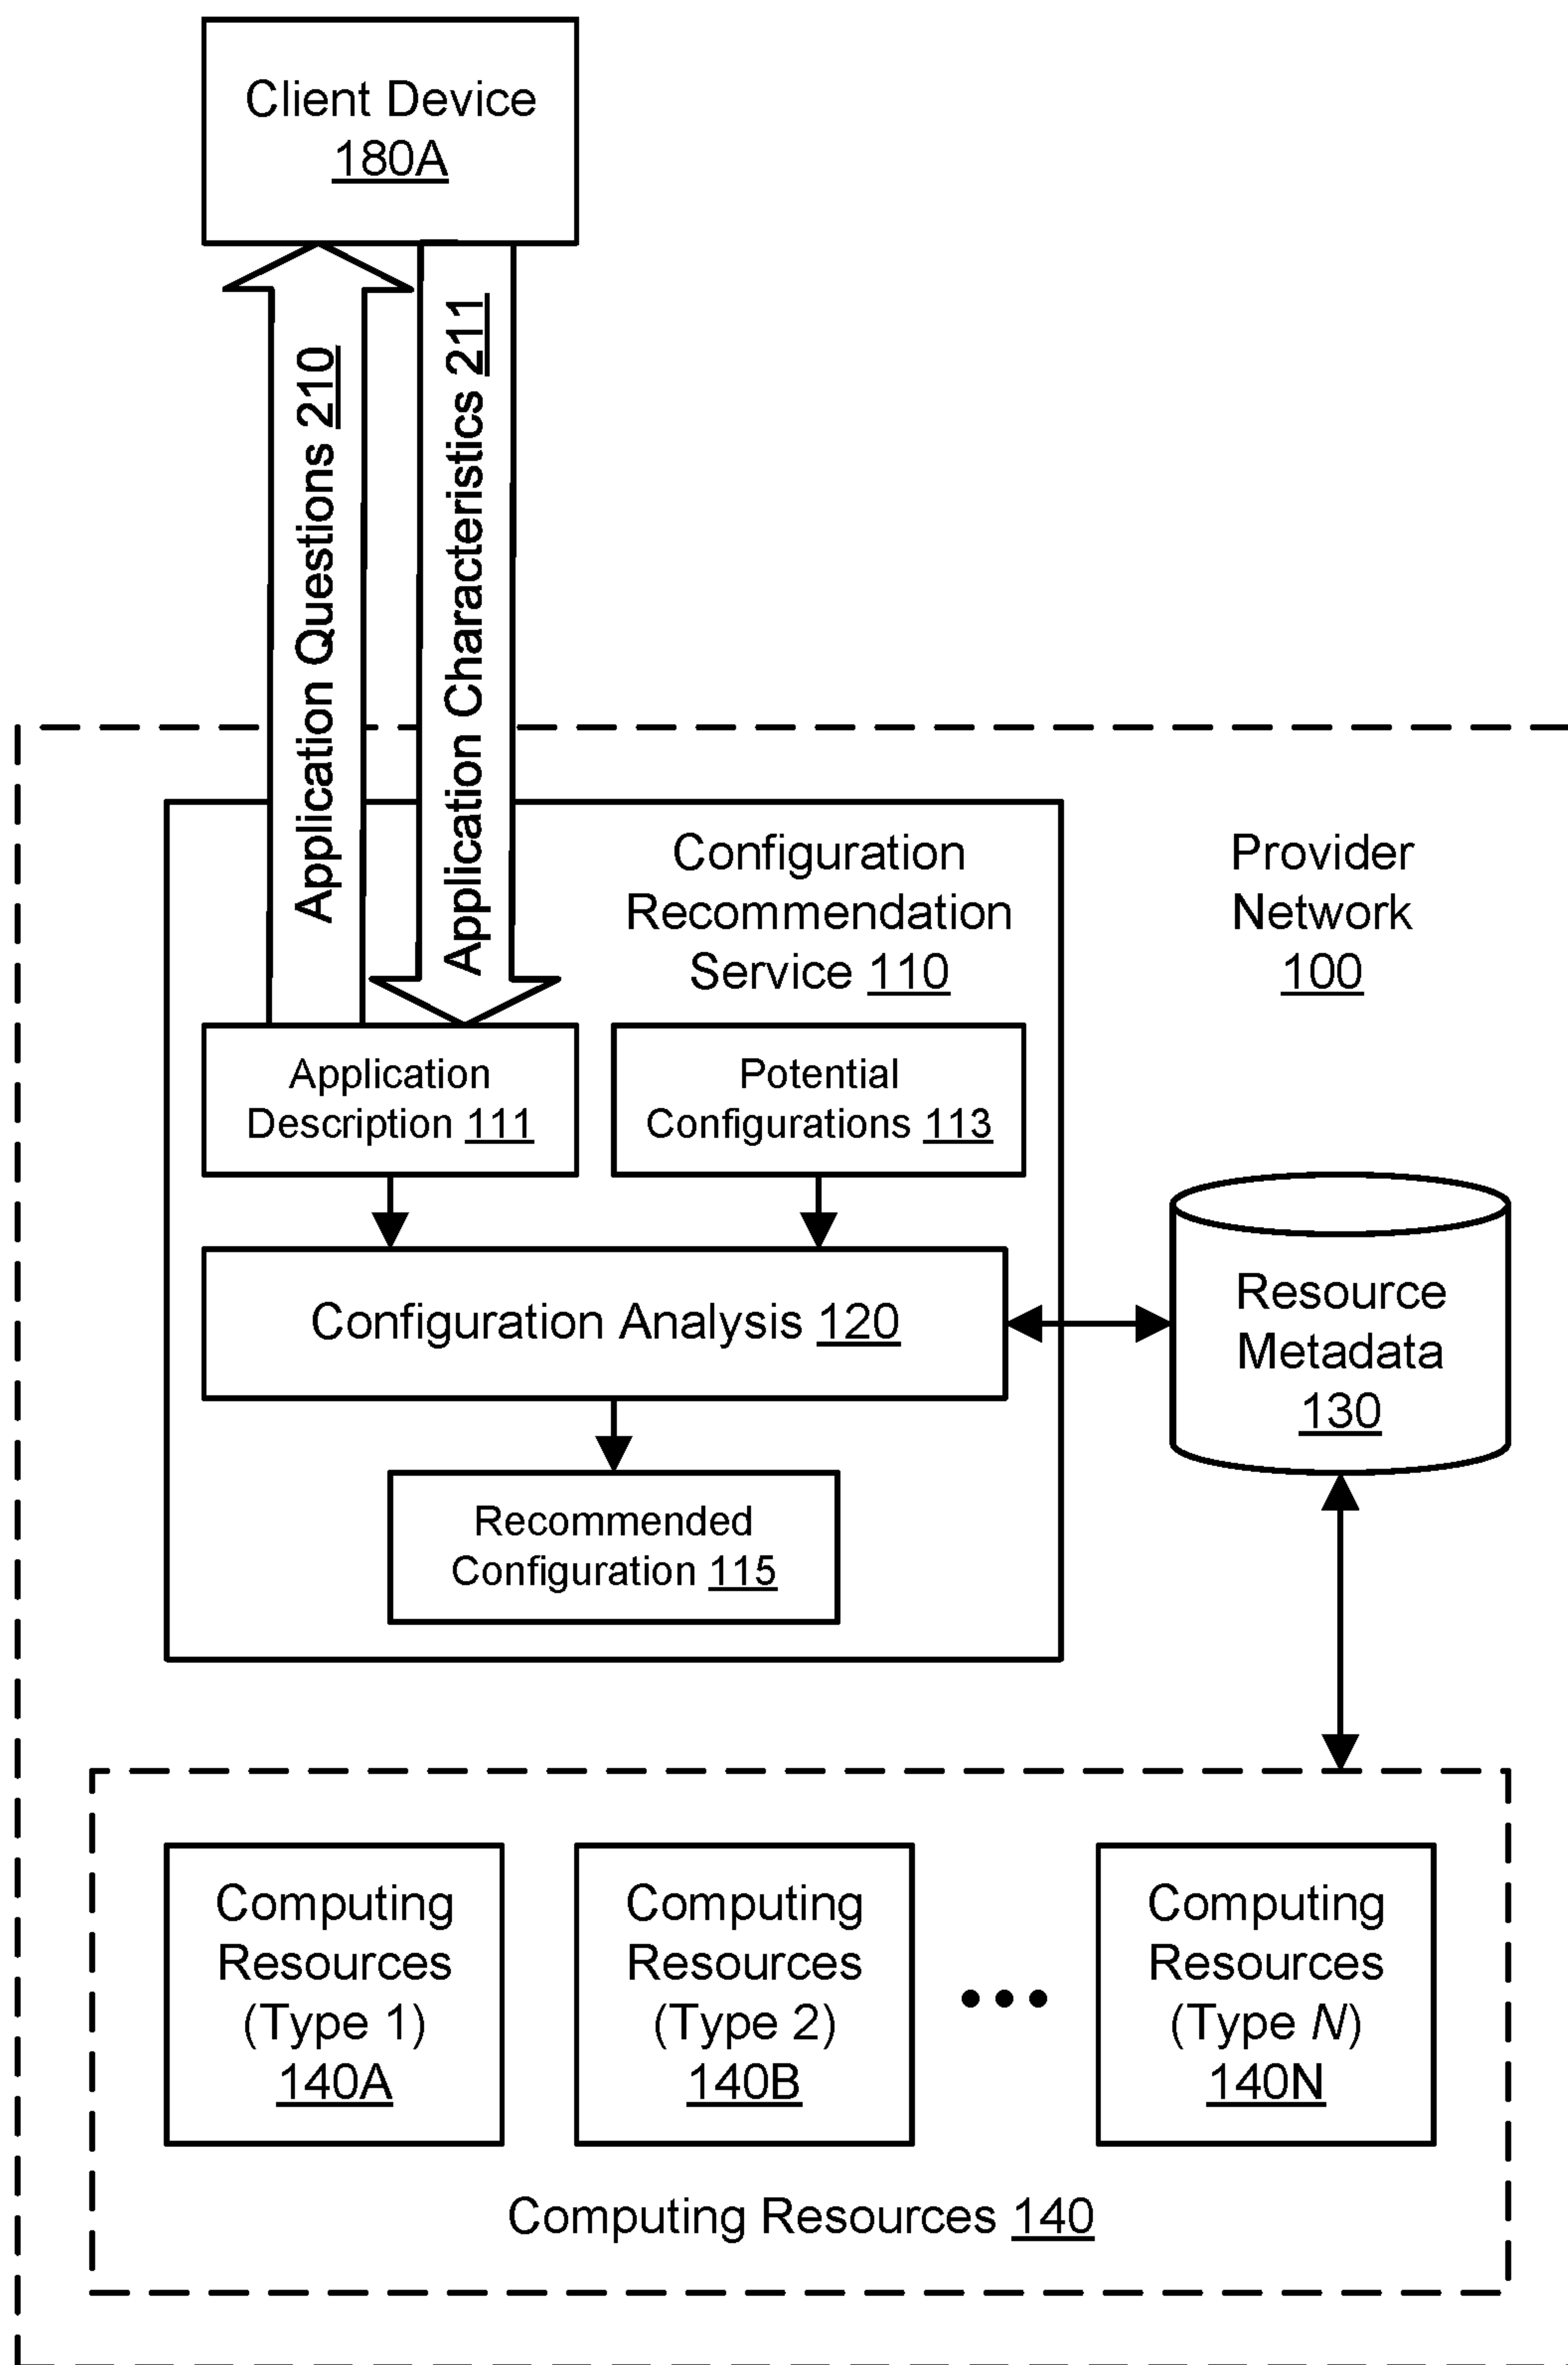 Client Device
180A
Application Questions 210
Application Characteristics 211
Configuration
Recommendation
Service 110
Provider
Network
100
Application
Description 111
Potential
Configurations 113
Configuration Analysis 120
Resource
Metadata
130
Recommended
Configuration 115
Computing
Resources
(Type 1)
140A
Computing
Resources
(Type 2)
140B
•••
Computing
Resources
(Type N)
140N
Computing Resources 140